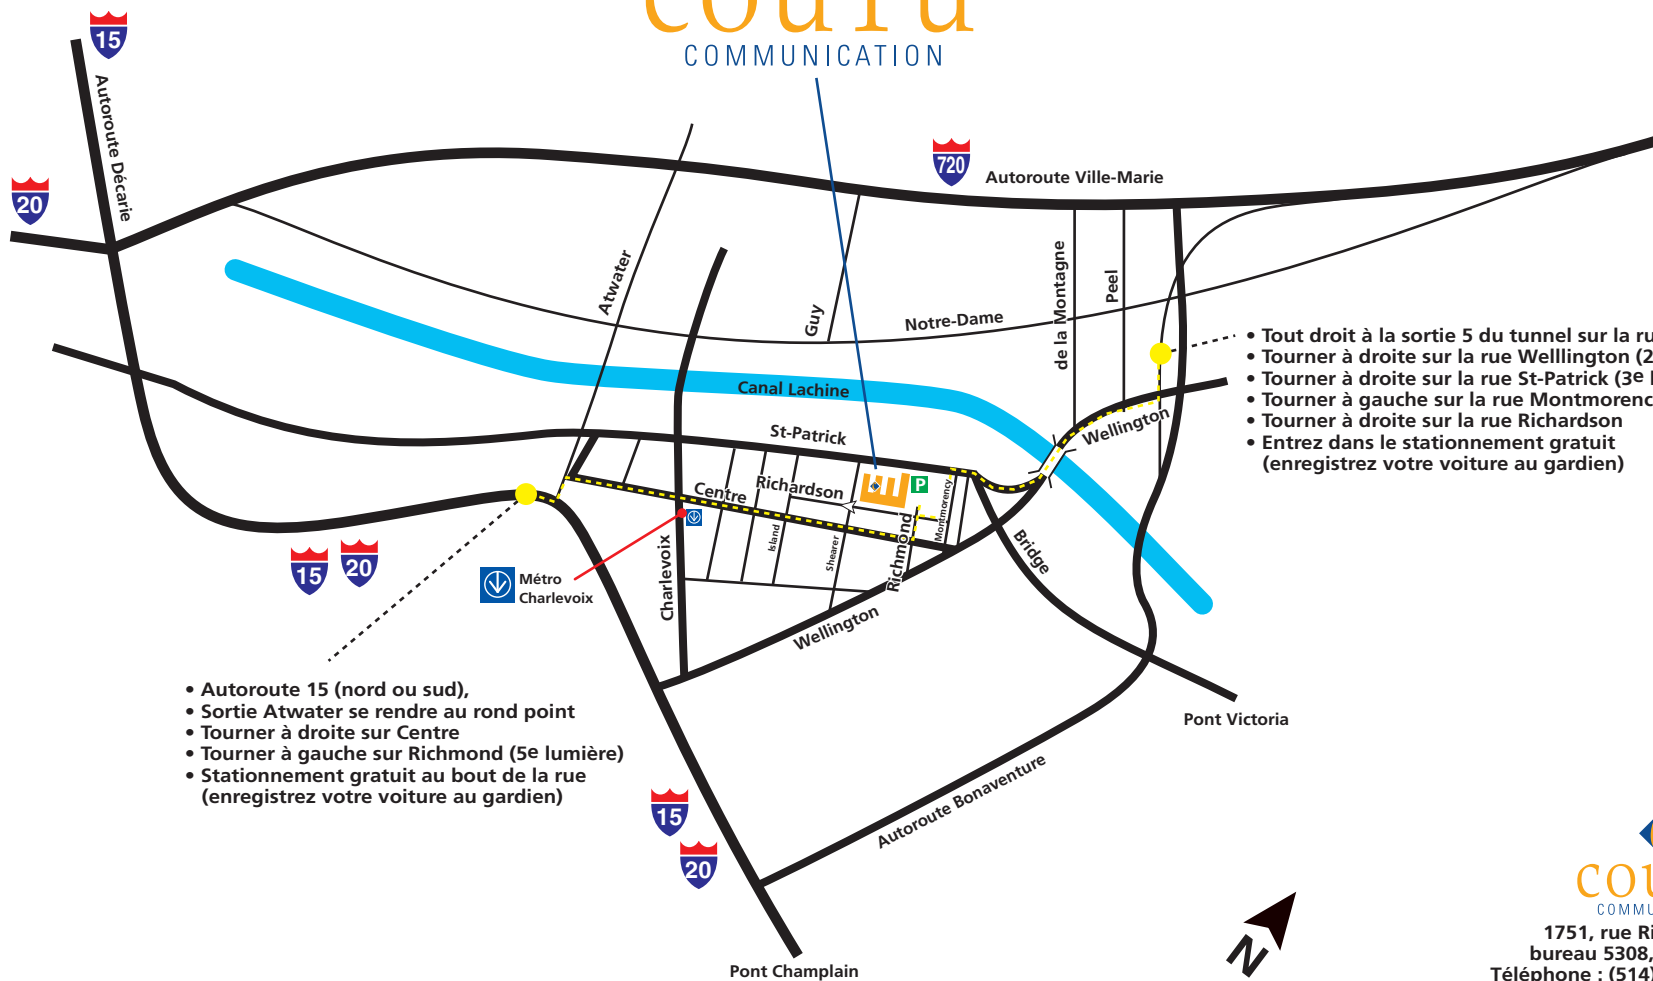 COMMUNICATION
15
Autoroute Décarie
20
720
Autoroute Ville-Marie
Atwater
Guy
Notre-Dame
de la Montagne
Peel
Canal Lachine
St-Patrick
Wellington
• Tout droit à la sortie 5 du tunnel sur la
• Tourner à droite sur la rue Welllington
• Tourner à droite sur la rue St-Patrick (3e
• Tourner à gauche sur la rue
• Tourner à droite sur la rue Richardson
• Entrez dans le stationnement gratuit
(enregistrez votre voiture au gardien)
Centre
Richardson
E
P
Montmorency
Island
Shearer
Richmond
Bridge
15
20
Métro
Charlevoix
Charlevoix
Wellington
• Autoroute 15 (nord ou sud),
• Sortie Atwater se rendre au rond point
• Tourner à droite sur Centre
• Tourner à gauche sur Richmond (5e lumière)
• Stationnement gratuit au bout de la rue
(enregistrez votre voiture au gardien)
Pont Victoria
Autoroute Bonaventure
15
20
Pont Champlain
N
1751, rue
bureau 5308,
Téléphone : (514)